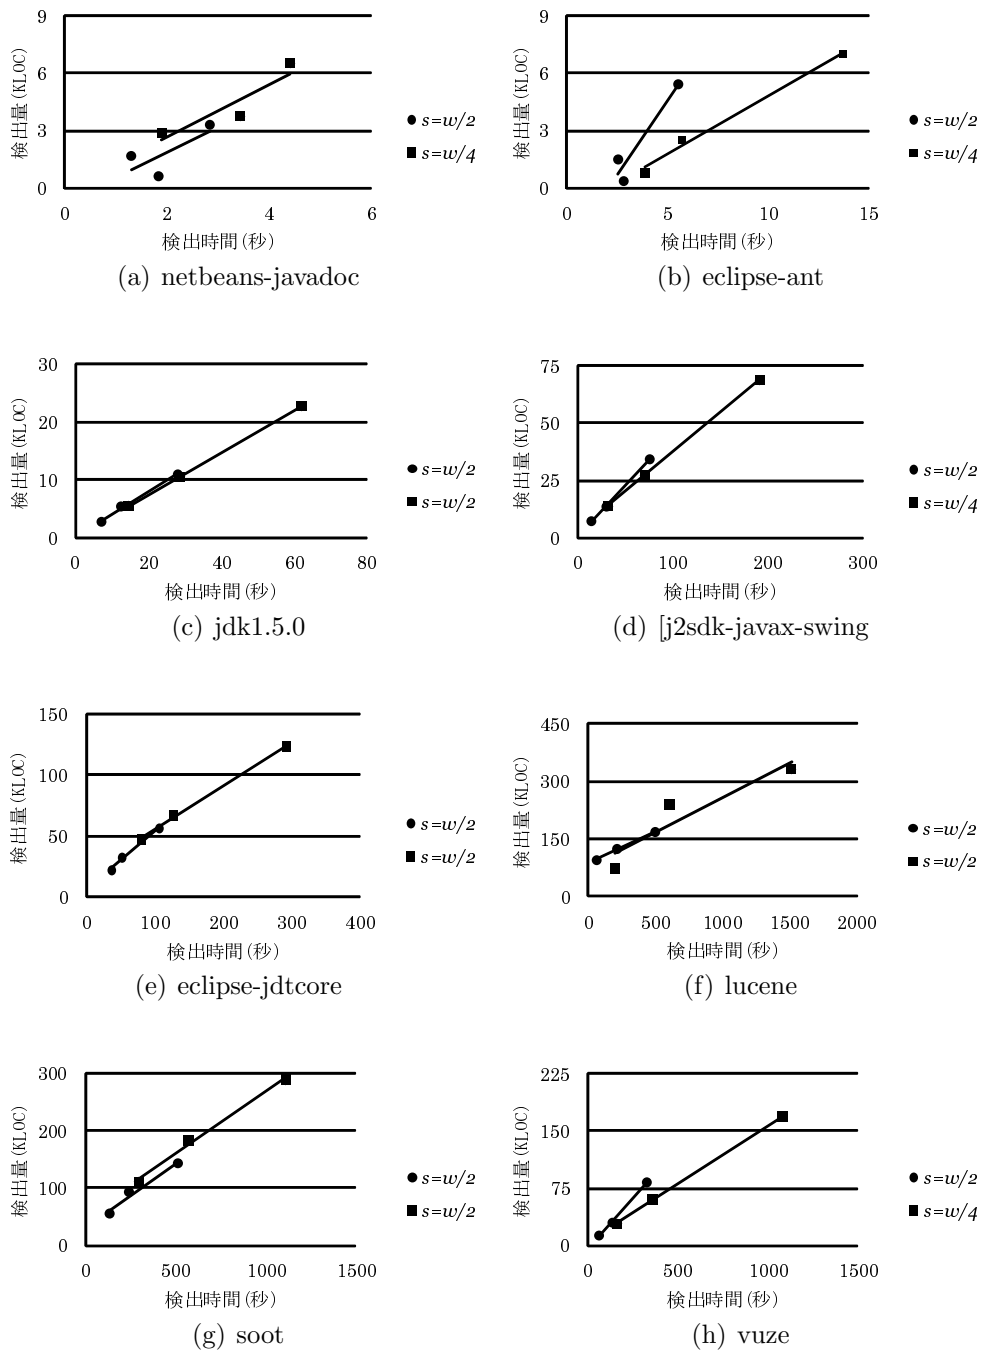 9
6
3
0
検出量(KLOC)
0 2 4 6
検出時間(秒)
s=w/2
s=w/4
(a) netbeans-javadoc
9
6
3
0
検出量(KLOC)
0 5 10 15
検出時間(秒)
s=w/2
s=w/4
(b) eclipse-ant
30
20
10
0
検出量(KLOC)
0 20 40 60 80
検出時間(秒)
s=w/2
s=w/2
(c) jdk1.5.0
75
50
25
0
検出量(KLOC)
0 100 200 300
検出時間(秒)
s=w/2
s=w/4
(d) [j2sdk-javax-swing
150
100
50
0
検出量(KLOC)
0 100 200 300 400
検出時間(秒)
s=w/2
s=w/2
(e) eclipse-jdtcore
450
300
150
0
検出量(KLOC)
0 500 1000 1500 2000
検出時間(秒)
s=w/2
s=w/2
(f) lucene
300
200
100
0
検出量(KLOC)
0 500 1000 1500
検出時間(秒)
s=w/2
s=w/2
(g) soot
225
150
75
0
検出量(KLOC)
0 500 1000 1500
検出時間(秒)
s=w/2
s=w/4
(h) vuze